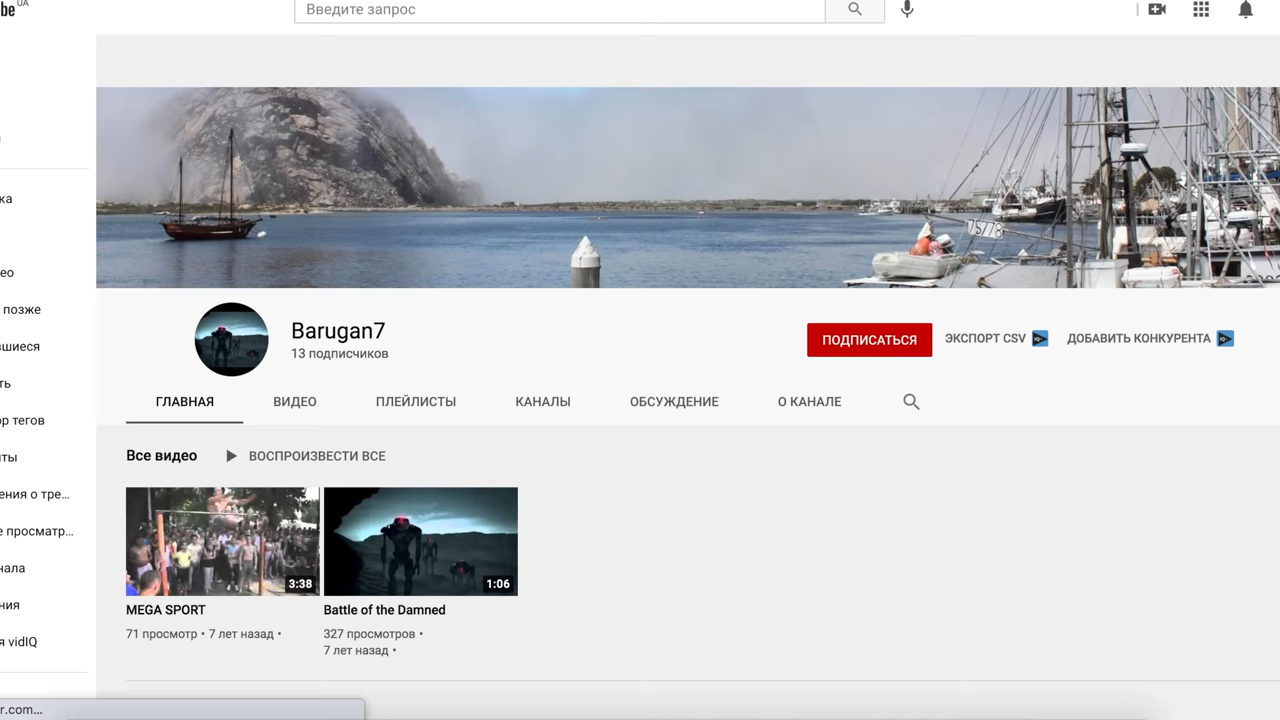 be UA
Введите запрос
Barugan7
13 подписчиков
ПОДПИСАТЬСЯ
ЭКСПОРТ CSV
ДОБАВИТЬ КОНКУРЕНТА
ГЛАВНАЯ
ВИДЕО
ПЛЕЙЛИСТЫ
КАНАЛЫ
ОБСУЖДЕНИЕ
О КАНАЛЕ
ка
ео
позже
вшиеся
ть
ор тегов
нты
ения о тре...
е просматр...
нала
ния
я vidIQ
Все видео
ВОСПРОИЗВЕСТИ ВСЕ
3:38
1:06
MEGA SPORT
71 просмотр • 7 лет назад •
Battle of the Damned
327 просмотров •
7 лет назад •
r.com...